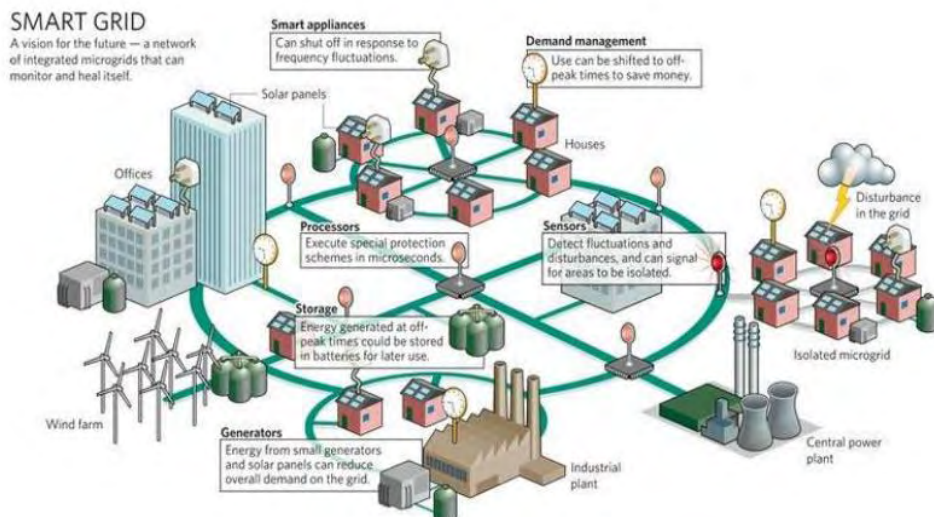 SMART GRID
A vision for the future — a network
of integrated microgrids that can
monitor and heal itself.
Smart appliances
Can shut off in response to
frequency fluctuations.
Demand management
Use can be shifted to off-
peak times to save money.
Solar panels
Houses
Offices
Disturbance
in the grid
Processors
Execute special protection
schemes in microseconds.
Sensors
Detect fluctuations and
disturbances, and can signal
for areas to be isolated.
Storage
Energy generated at off-
peak times could be stored
in batteries for later use.
Isolated microgrid
Wind farm
Generators
Energy from small generators
and solar panels can reduce
overall demand on the grid.
Industrial
plant
Central power
plant